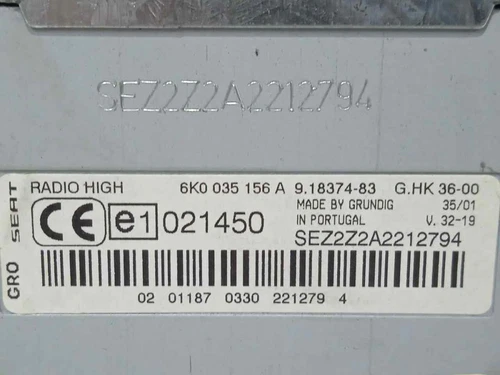 SEZ2Z2A2212794
RADIO HIGH 6K0 035 156 A 9.18374-83 G.HK 36-00
CE e1 021450 MADE BY GRUNDIG 35/01
IN PORTUGAL V. 32-19
SEZ2Z2A2212794
GRO SEAT
02 01187 0330 221279 4